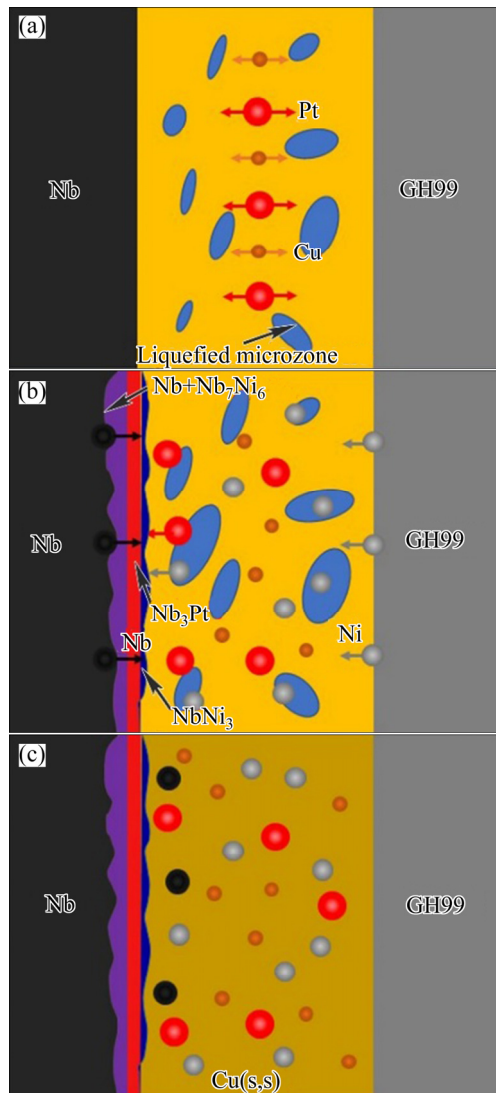 (a)
Pt
Nb
GH99
Cu
Liquefied microzone
(b)
Nb+Nb₇Ni₆
Nb
GH99
Nb₃Pt
Nb
Ni
NbNi₃
(c)
Nb
GH99
Cu(s,s)